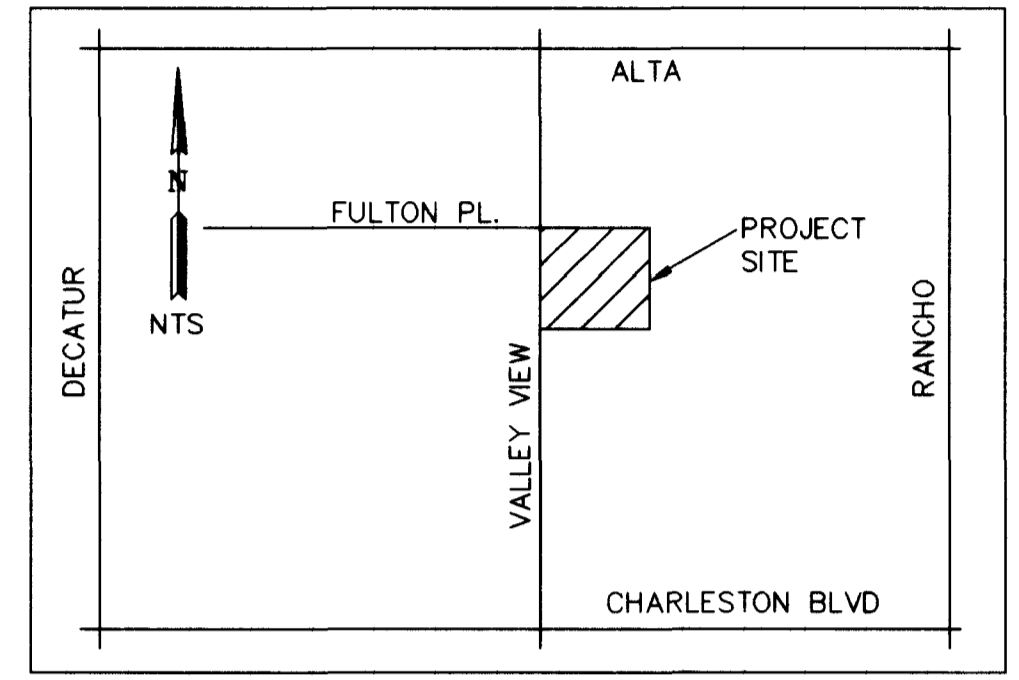 ALTA
N
FULTON PL.
PROJECT
SITE
NTS
DECATUR
VALLEY VIEW
RANCHO
CHARLESTON BLVD